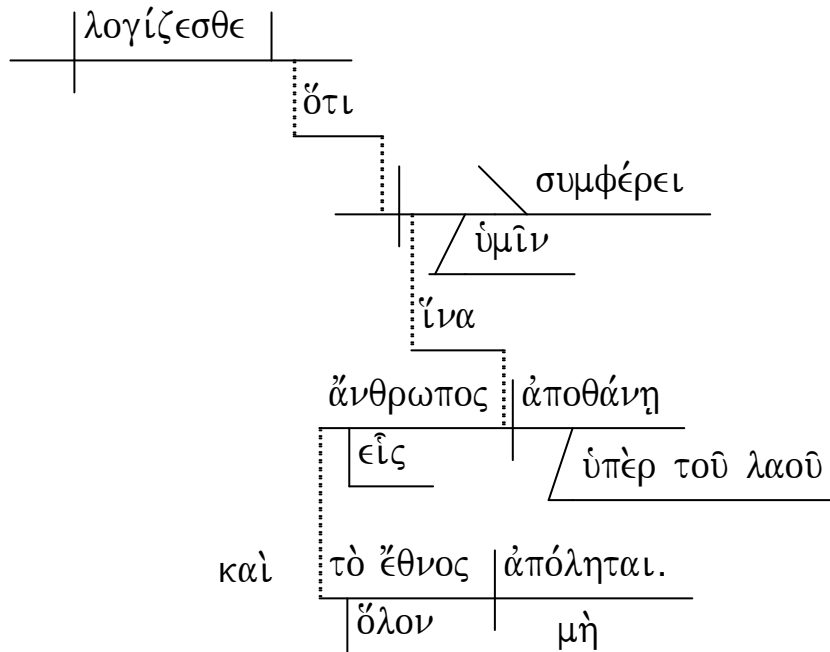 λογίζεσθε
ὅτι
συμφέρει
ὑμῖν
ἵνα
ἄνθρωπος ἀποθάνῃ
εἷς ὑπὲρ τοῦ λαοῦ
καὶ τὸ ἔθνος ἀπόληται.
ὅλον μὴ